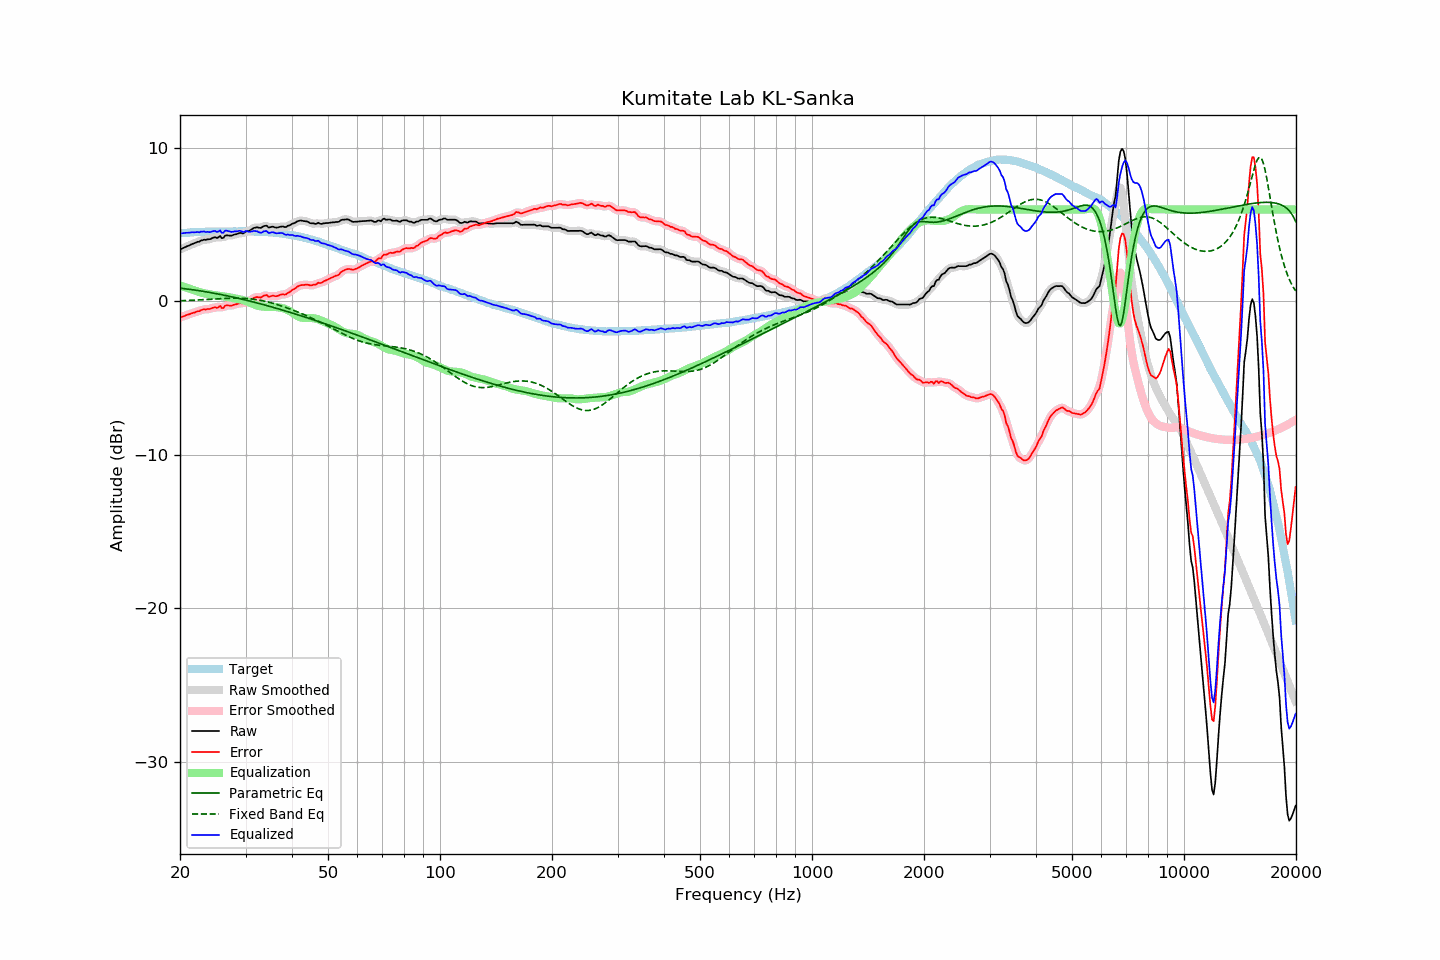 Kumitate Lab KL-Sanka
10
0
−10
−20
−30
Amplitude (dBr)
Target
Raw Smoothed
Error Smoothed
Raw
Error
Equalization
Parametric Eq
Fixed Band Eq
Equalized
20 50 100 200 500 1000 2000 5000 10000 20000
Frequency (Hz)